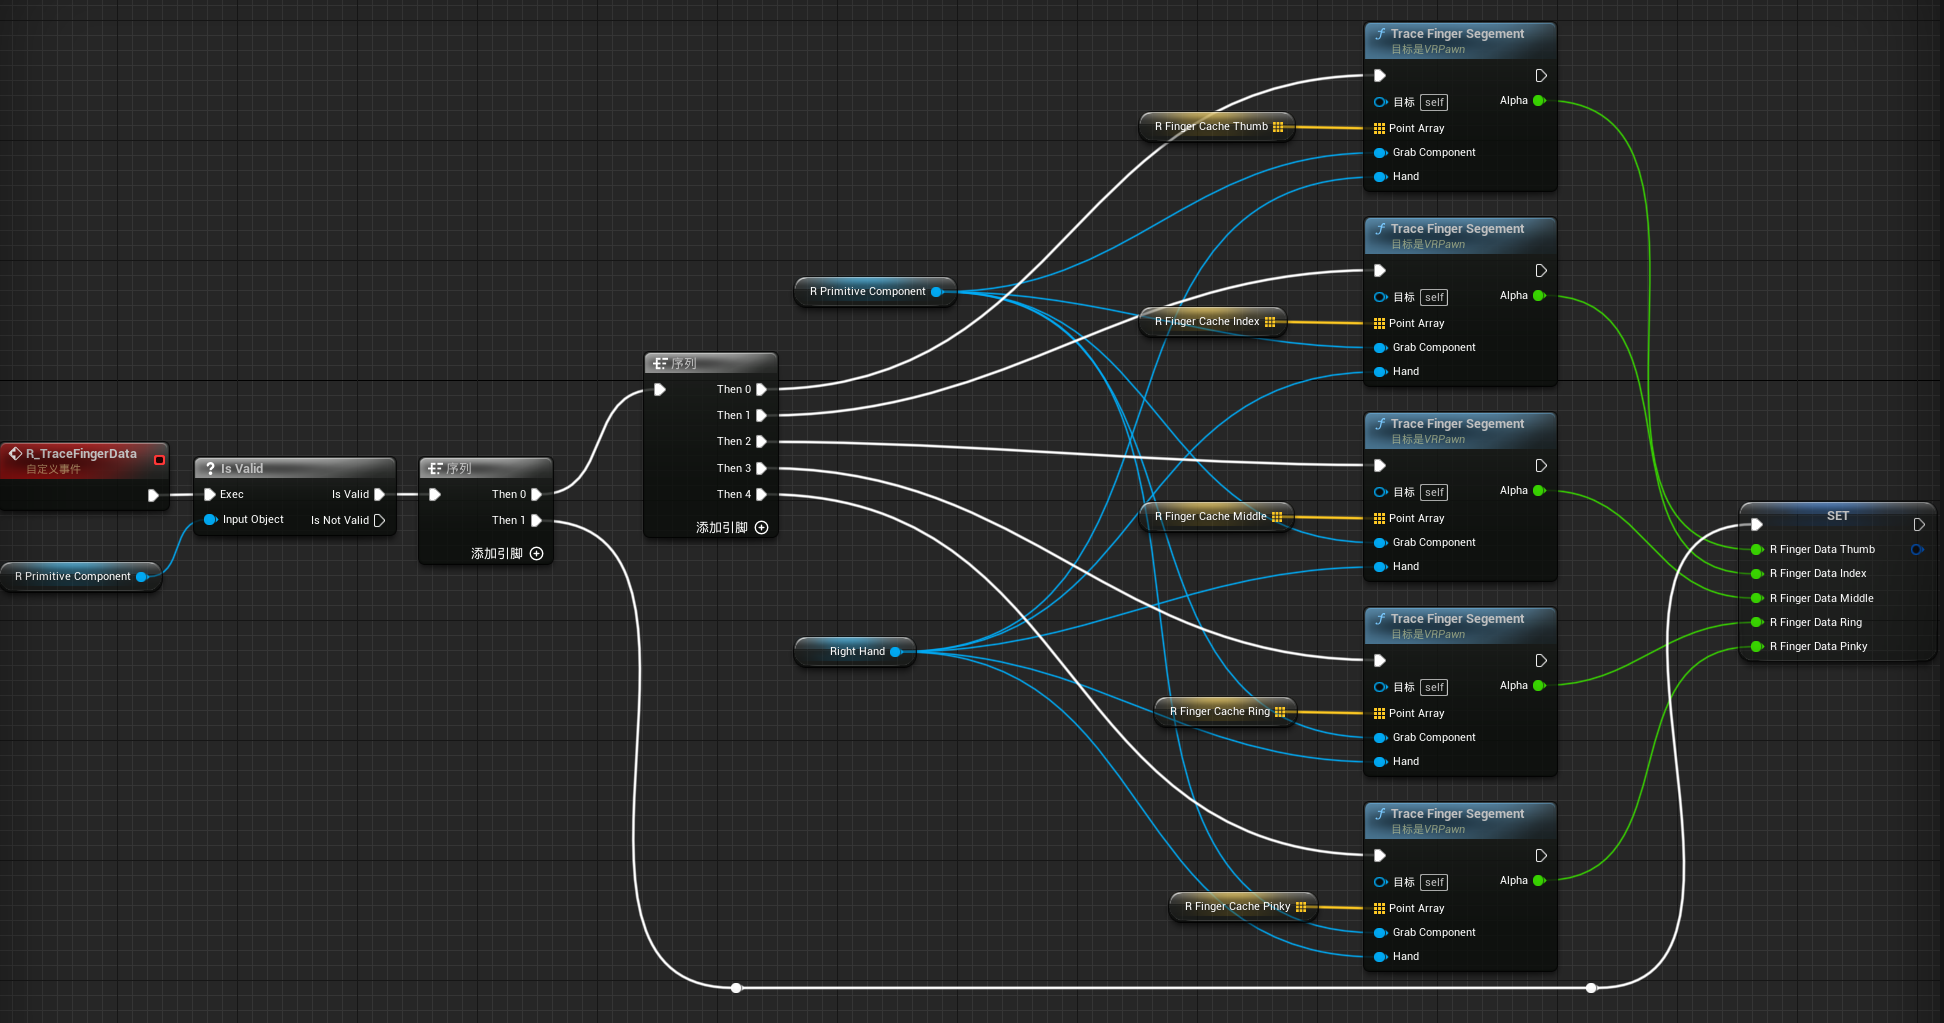 R_TraceFingerData
自定义事件
R Primitive Component
? Is Valid
Exec
Is Valid
Input Object
Is Not Valid
序列
Then 0
Then 1
添加引脚
序列
Then 0
Then 1
Then 2
Then 3
Then 4
添加引脚
R Primitive Component
Right Hand
R Finger Cache Thumb
R Finger Cache Index
R Finger Cache Middle
R Finger Cache Ring
R Finger Cache Pinky
f Trace Finger Segement
目标是VRPawn
目标 self
Alpha
Point Array
Grab Component
Hand
f Trace Finger Segement
目标是VRPawn
目标 self
Alpha
Point Array
Grab Component
Hand
f Trace Finger Segement
目标是VRPawn
目标 self
Alpha
Point Array
Grab Component
Hand
f Trace Finger Segement
目标是VRPawn
目标 self
Alpha
Point Array
Grab Component
Hand
f Trace Finger Segement
目标是VRPawn
目标 self
Alpha
Point Array
Grab Component
Hand
SET
R Finger Data Thumb
R Finger Data Index
R Finger Data Middle
R Finger Data Ring
R Finger Data Pinky